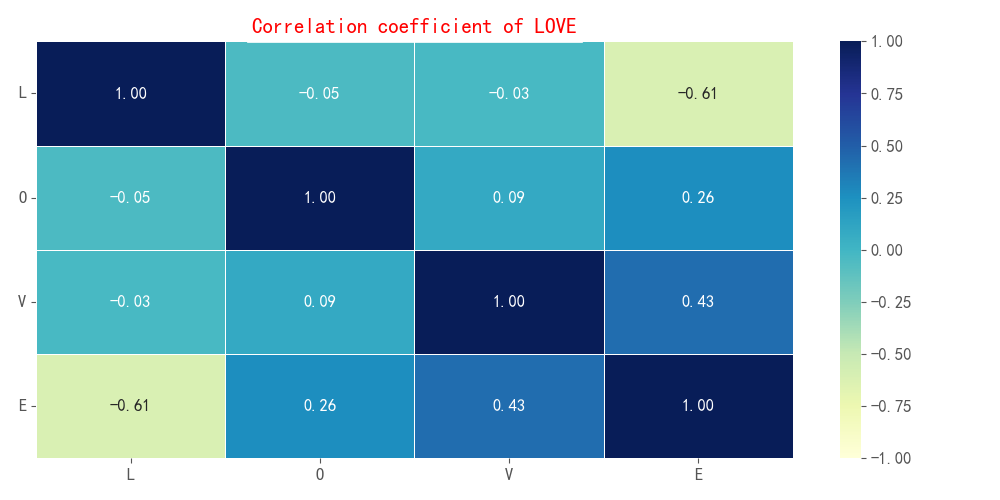 Correlation coefficient of LOVE
L 1.00 -0.05 -0.03 -0.61
O -0.05 1.00 0.09 0.26
V -0.03 0.09 1.00 0.43
E -0.61 0.26 0.43 1.00
L O V E
1.00
0.75
0.50
0.25
0.00
-0.25
-0.50
-0.75
-1.00